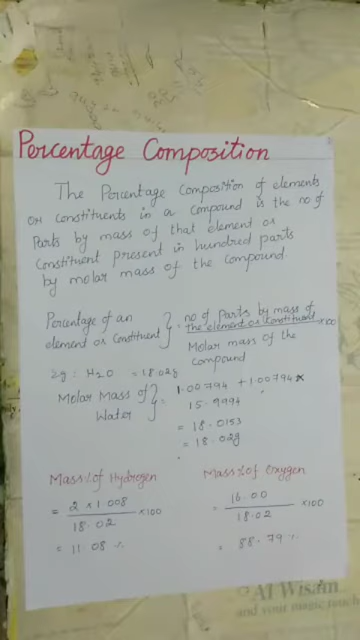 Percentage Composition
The Percentage Composition of elements
or constituents in a compound is the no of
parts by mass of that element or
constituent present in hundred parts
by molar mass of the compound.
Percentage of an element or constituent } = no of parts by mass of the element or constituent ×100
Molar mass of the
compound
Eg: H2O = 18.02g
Molar Mass of Water } = 1.00794 + 1.00794 ×
15.9994
= 18.0153
= 18.02g
Mass % of Hydrogen
= 2 × 1.008 ×100
18.02
= 11.08 %
Mass % of Oxygen
= 16.00 ×100
18.02
= 88.79 %
Al Wisam
and your magic touch